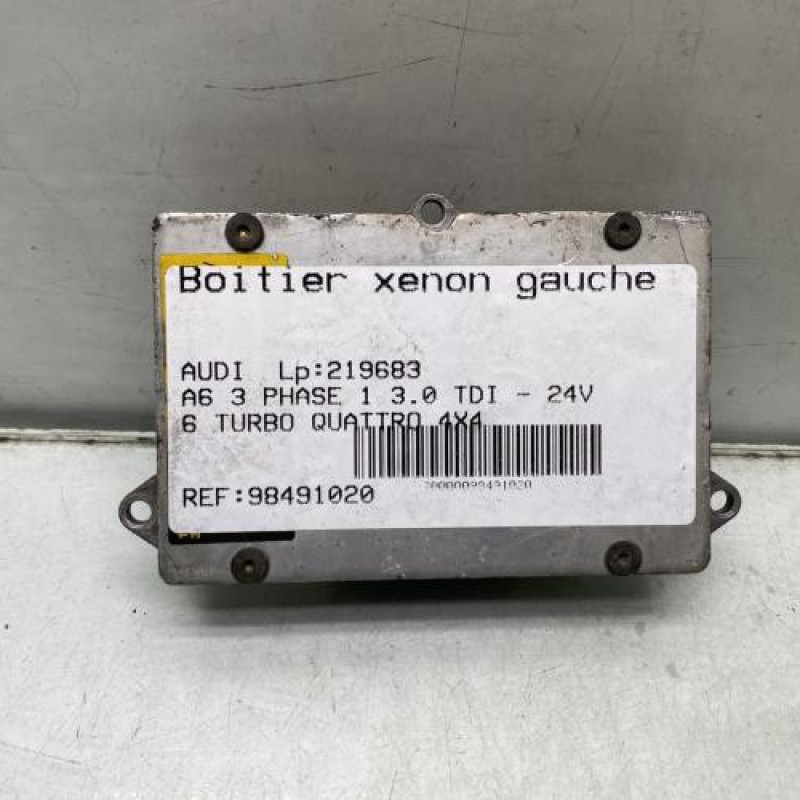 Boitier xenon gauche
AUDI Lp:219683
A6 3 PHASE 1 3.0 TDI - 24V
6 TURBO QUATTRO 4X4
REF:98491020